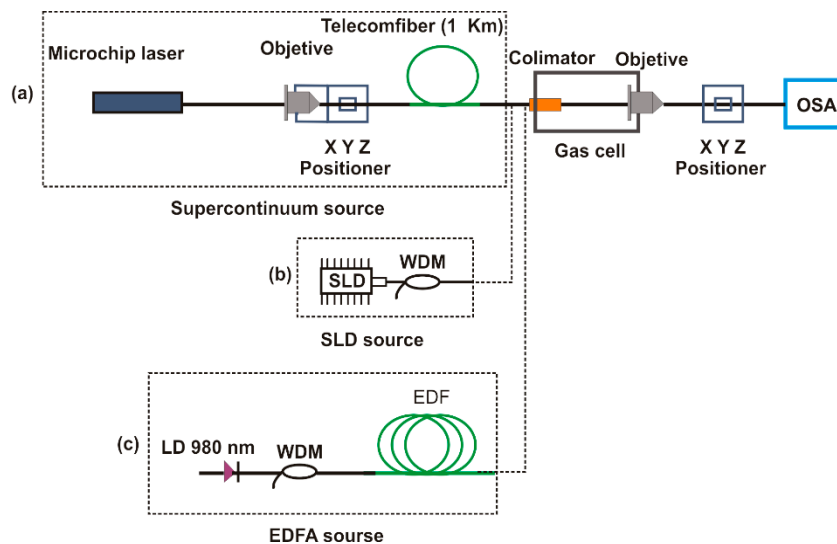 Telecomfiber (1 Km)
Microchip laser
Objetive
Colimator
Objetive
(a)
OSA
X Y Z
Positioner
Gas cell
X Y Z
Positioner
Supercontinuum source
(b)
SLD
WDM
SLD source
(c)
EDF
LD 980 nm
WDM
EDFA sourse